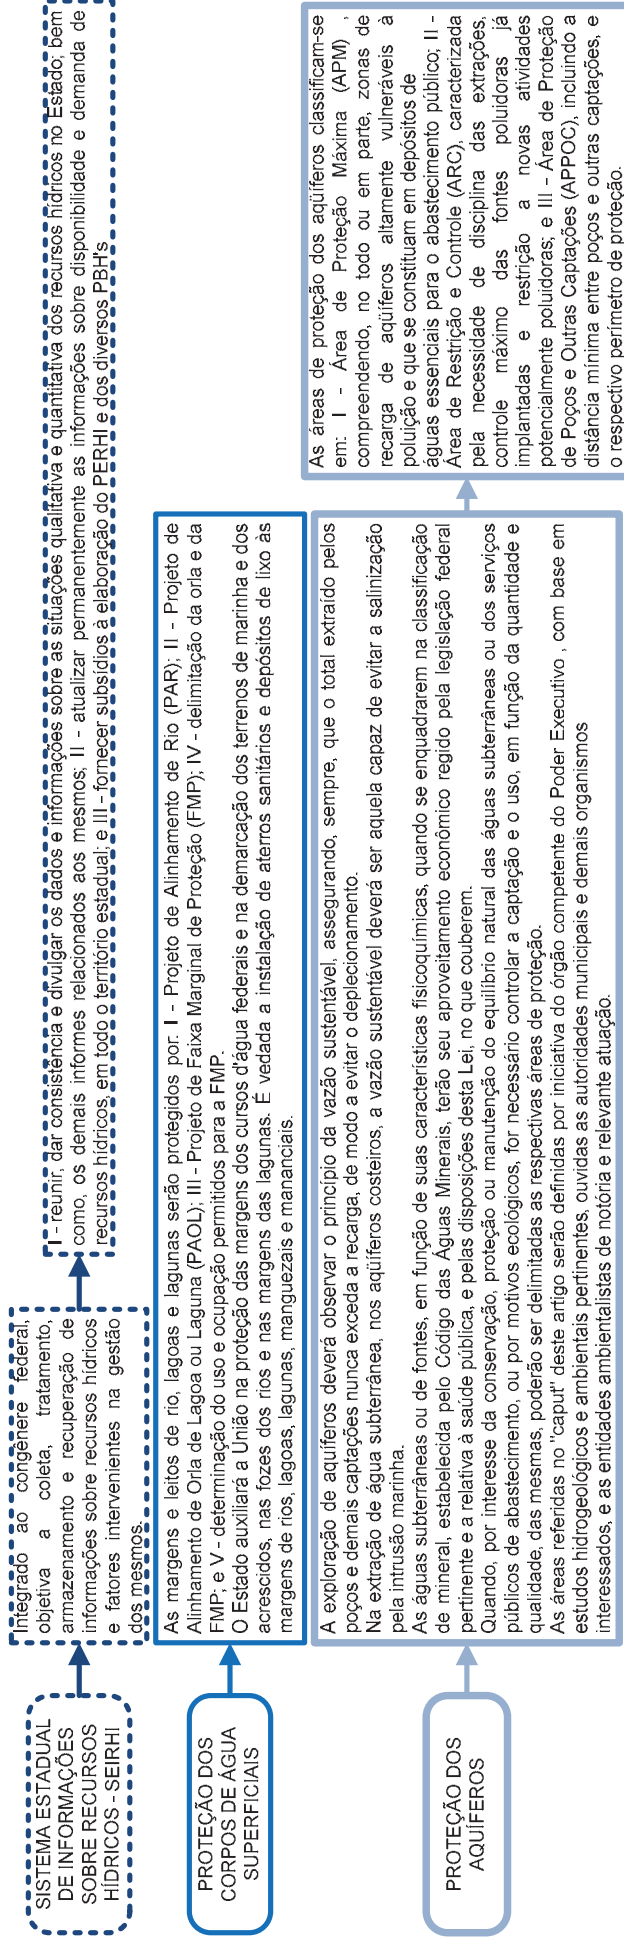 SISTEMA ESTADUAL
DE INFORMAÇÕES
SOBRE RECURSOS
HÍDRICOS - SEIRHI
Integrado ao congênere federal,
objetiva a coleta, tratamento,
armazenamento e recuperação de
informações sobre recursos hídricos
e fatores intervenientes na gestão
dos mesmos.
I - reunir, dar consistência e divulgar os dados e informações sobre as situações qualitativa e quantitativa dos recursos hídricos no Estado; bem
como, os demais informes relacionados aos mesmos; II - atualizar permanentemente as informações sobre disponibilidade e demanda de
recursos hídricos, em todo o território estadual; e III - fornecer subsídios à elaboração do PERHI e dos diversos PBH's
PROTEÇÃO DOS
CORPOS DE ÁGUA
SUPERFICIAIS
As margens e leitos de rio, lagoas e lagunas serão protegidos por: I - Projeto de Alinhamento de Rio (PAR); II - Projeto de
Alinhamento de Orla de Lagoa ou Laguna (PAOL); III - Projeto de Faixa Marginal de Proteção (FMP); IV - delimitação da orla e da
FMP; e V - determinação do uso e ocupação permitidos para a FMP.
O Estado auxiliará a União na proteção das margens dos cursos d'água federais e na demarcação dos terrenos de marinha e dos
acrescidos, nas fozes dos rios e nas margens das lagunas. É vedada a instalação de aterros sanitários e depósitos de lixo às
margens de rios, lagoas, lagunas, manguezais e mananciais.
PROTEÇÃO DOS
AQUÍFEROS
A exploração de aquíferos deverá observar o princípio da vazão sustentável, assegurando, sempre, que o total extraído pelos
poços e demais captações nunca exceda a recarga, de modo a evitar o deplecionamento.
Na extração de água subterrânea, nos aqüíferos costeiros, a vazão sustentável deverá ser aquela capaz de evitar a salinização
pela intrusão marinha.
As águas subterrâneas ou de fontes, em função de suas características físicoquímicas, quando se enquadrarem na classificação
de mineral, estabelecida pelo Código das Águas Minerais, terão seu aproveitamento econômico regido pela legislação federal
pertinente e a relativa à saúde pública, e pelas disposições desta Lei, no que couberem.
Quando, por interesse da conservação, proteção ou manutenção do equilíbrio natural das águas subterrâneas ou dos serviços
públicos de abastecimento, ou por motivos ecológicos, for necessário controlar a captação e o uso, em função da quantidade e
qualidade, das mesmas, poderão ser delimitadas as respectivas áreas de proteção.
As áreas referidas no "caput" deste artigo serão definidas por iniciativa do órgão competente do Poder Executivo , com base em
estudos hidrogeológicos e ambientais pertinentes, ouvidas as autoridades municipais e demais organismos
interessados, e as entidades ambientalistas de notória e relevante atuação.
As áreas de proteção dos aqüíferos classificam-se
em: I - Área de Proteção Máxima (APM) ,
compreendendo, no todo ou em parte, zonas de
recarga de aqüíferos altamente vulneráveis à
poluição e que se constituam em depósitos de
águas essenciais para o abastecimento público; II -
Área de Restrição e Controle (ARC), caracterizada
pela necessidade de disciplina das extrações,
controle máximo das fontes poluidoras já
implantadas e restrição a novas atividades
potencialmente poluidoras; e III - Área de Proteção
de Poços e Outras Captações (APPOC), incluindo a
distância mínima entre poços e outras captações, e
o respectivo perímetro de proteção.